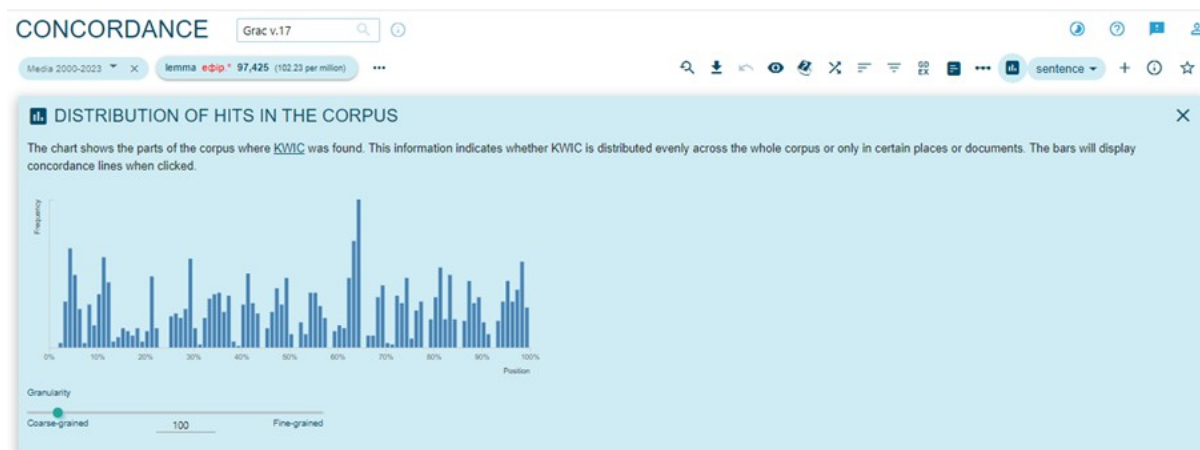 CONCORDANCE Grac v.17
Media 2000-2023 lemma ефір.* 97,425 (102.23 per million) GD EX sentence
DISTRIBUTION OF HITS IN THE CORPUS
The chart shows the parts of the corpus where KWIC was found. This information indicates whether KWIC is distributed evenly across the whole corpus or only in certain places or documents. The bars will display
concordance lines when clicked.
Frequency
0% 10% 20% 30% 40% 50% 60% 70% 80% 90% 100%
Position
Granularity
Coarse-grained 100 Fine-grained